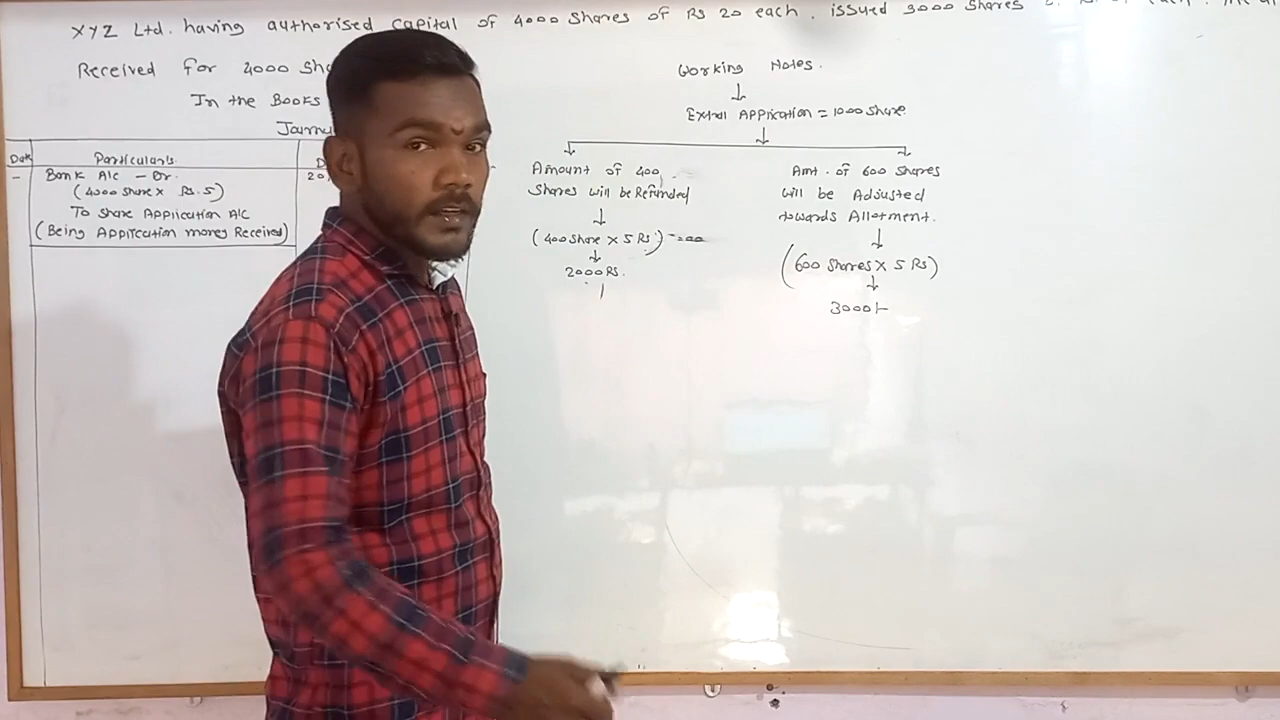 XYZ Ltd. having authorised capital of 4000 shares of Rs 20 each. issued 3000 shares
Received for 4000 Sha
In the Books
Journ
Date Particulars D
- Bank A/C - Dr. 20,
(4000 share x Rs. 5)
To share Application A/C
(Being Application money Received)
Working Notes.
Extra Application = 1000 share.
Amount of 400
Shares will be Refunded
(400 share x 5 Rs)
2000 Rs.
Amt. of 600 shares
will be Adjusted
towards Allotment.
(600 shares x 5 Rs)
3000/-